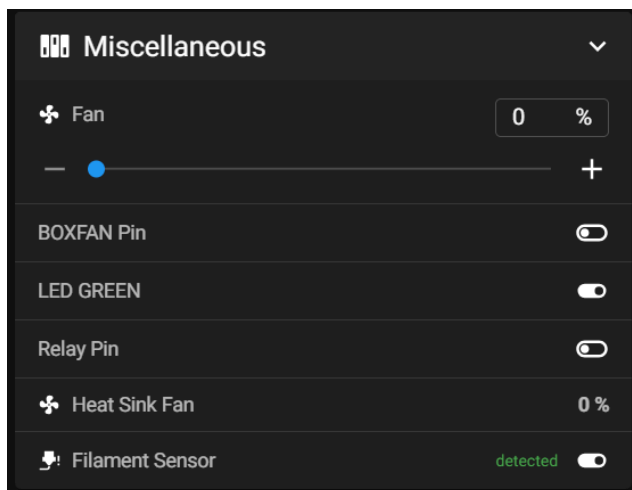 Miscellaneous
Fan 0 %
BOXFAN Pin
LED GREEN
Relay Pin
Heat Sink Fan 0 %
Filament Sensor detected